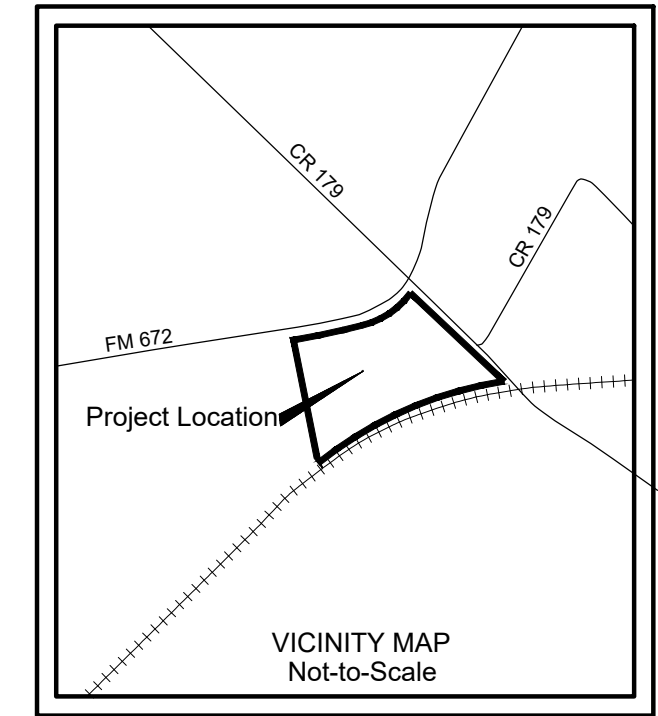 CR 179
CR 179
FM 672
Project Location
VICINITY MAP
Not-to-Scale